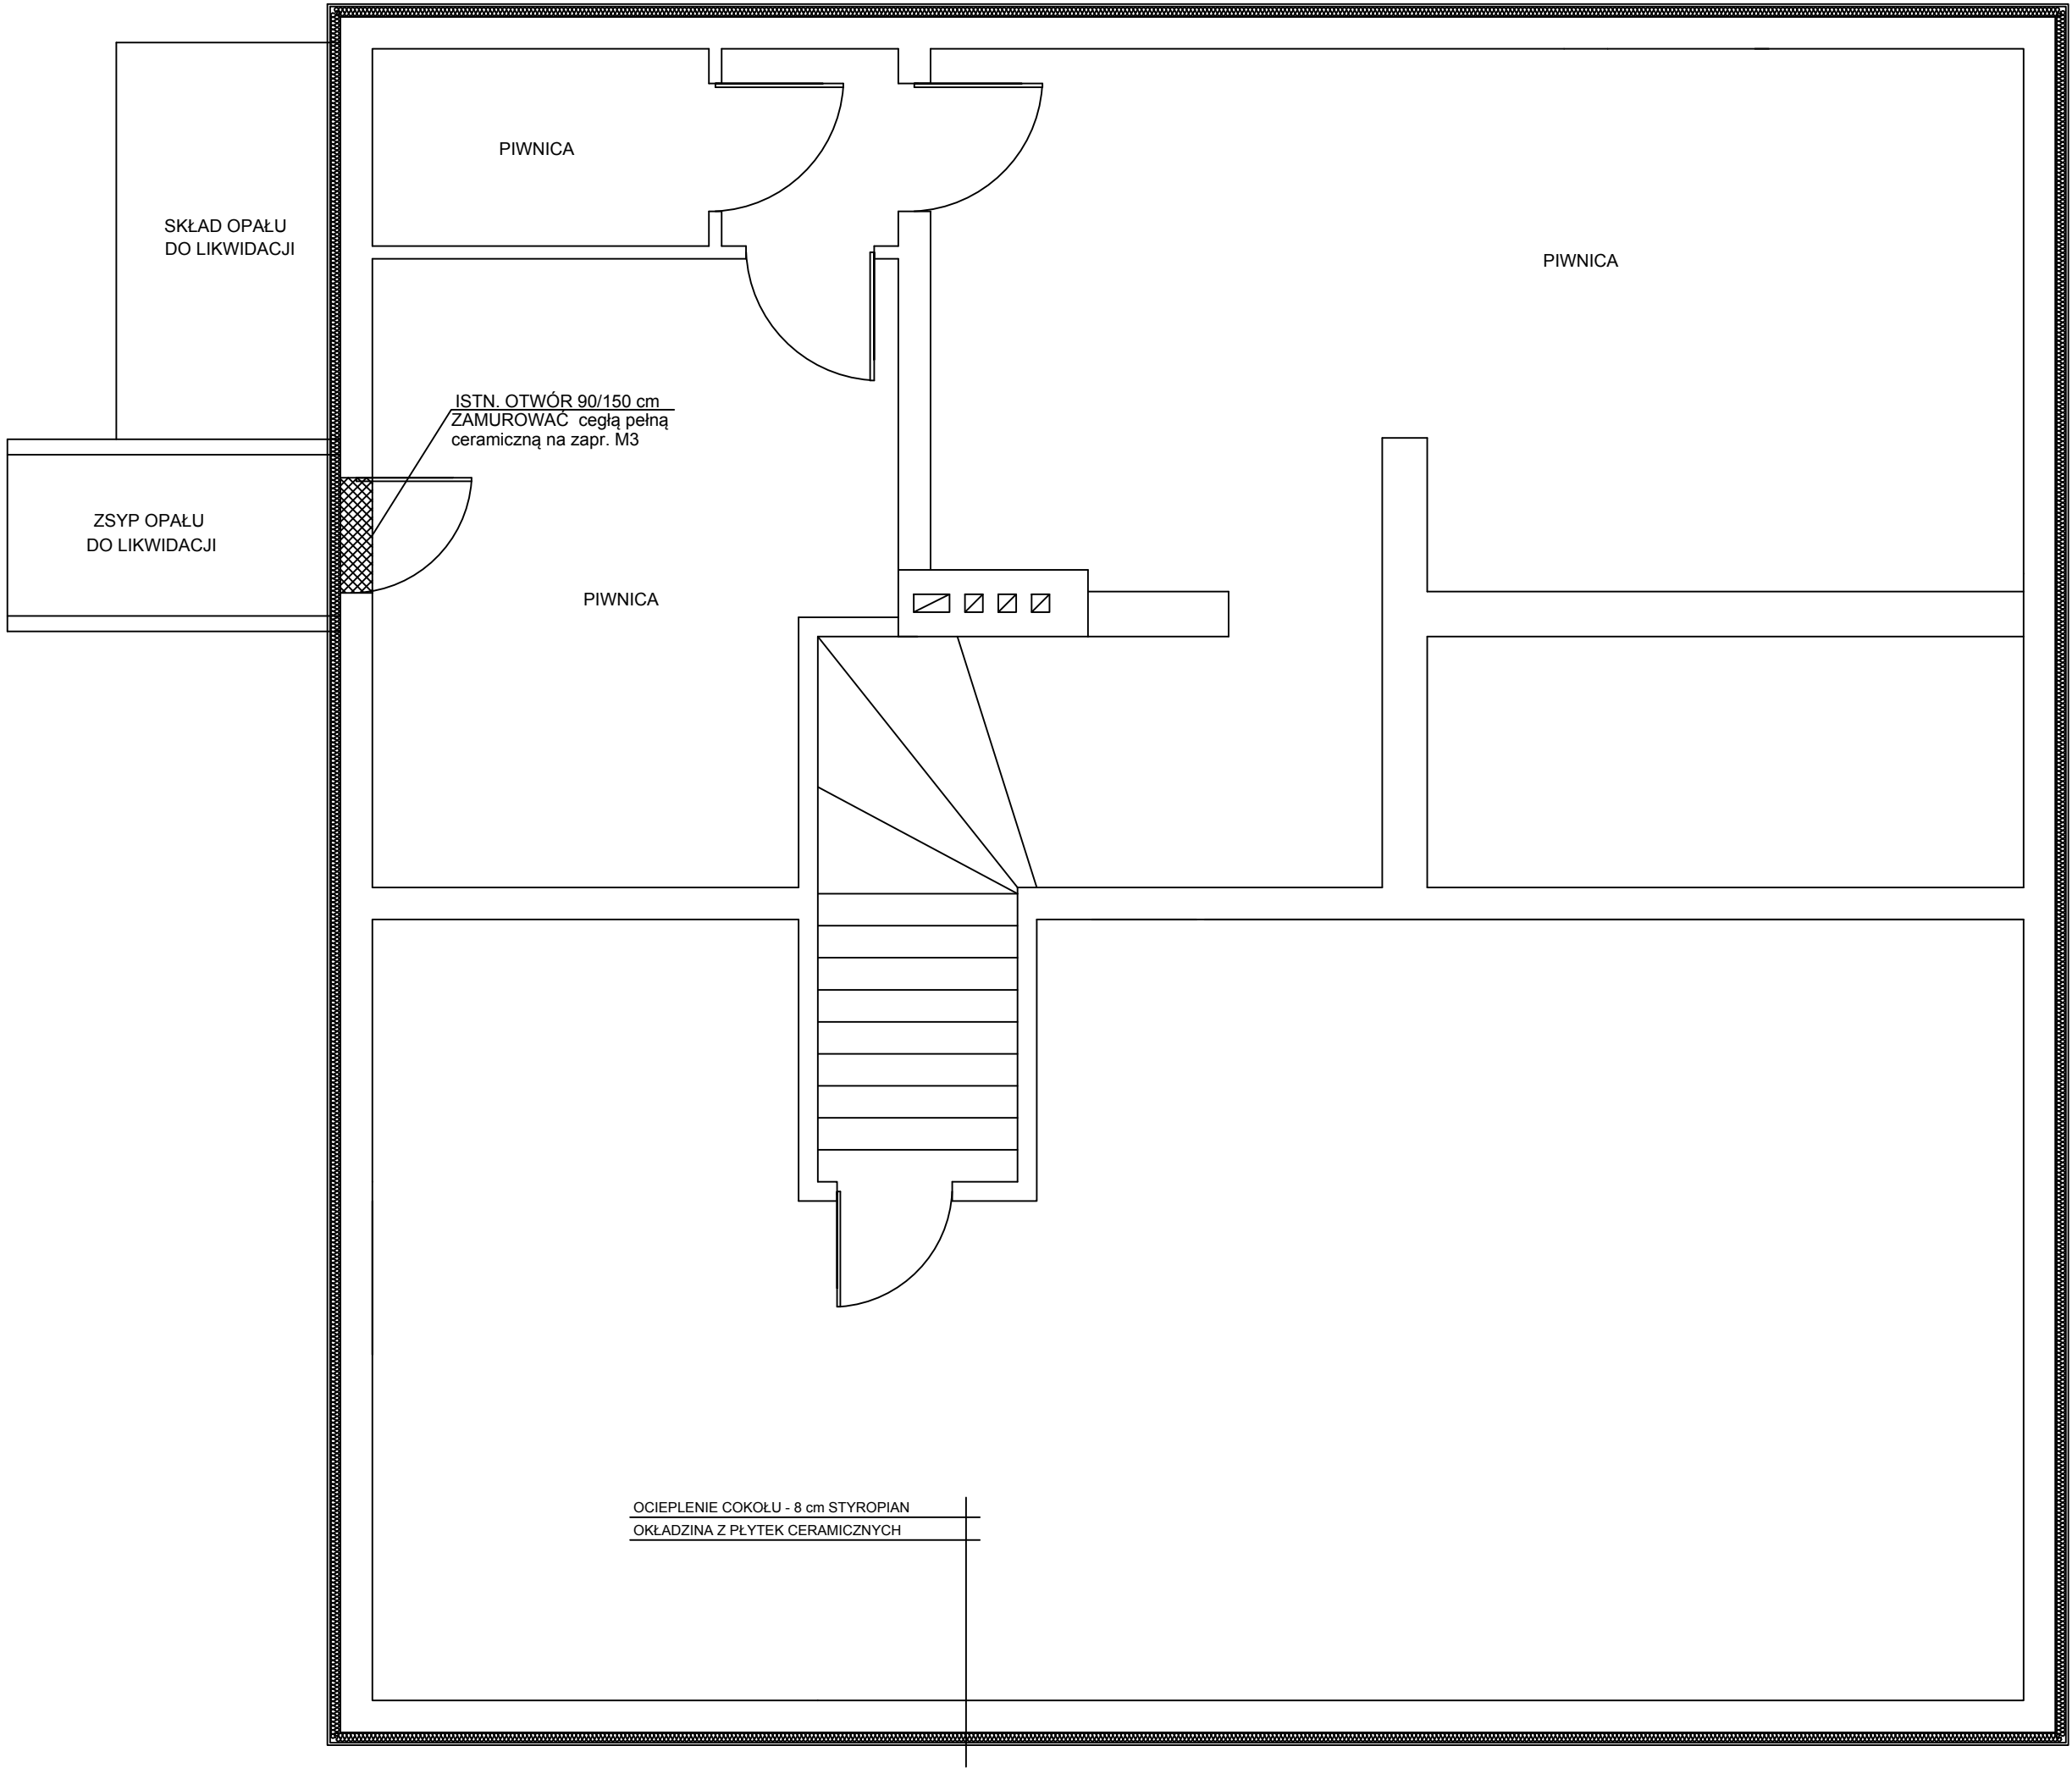 PIWNICA
SKŁAD OPAŁU
DO LIKWIDACJI
PIWNICA
ISTN. OTWÓR 90/150 cm
ZAMUROWAĆ cegłą pełną
ceramiczną na zapr. M3
ZSYP OPAŁU
DO LIKWIDACJI
PIWNICA
OCIEPLENIE COKOŁU - 8 cm STYROPIAN
OKŁADZINA Z PŁYTEK CERAMICZNYCH